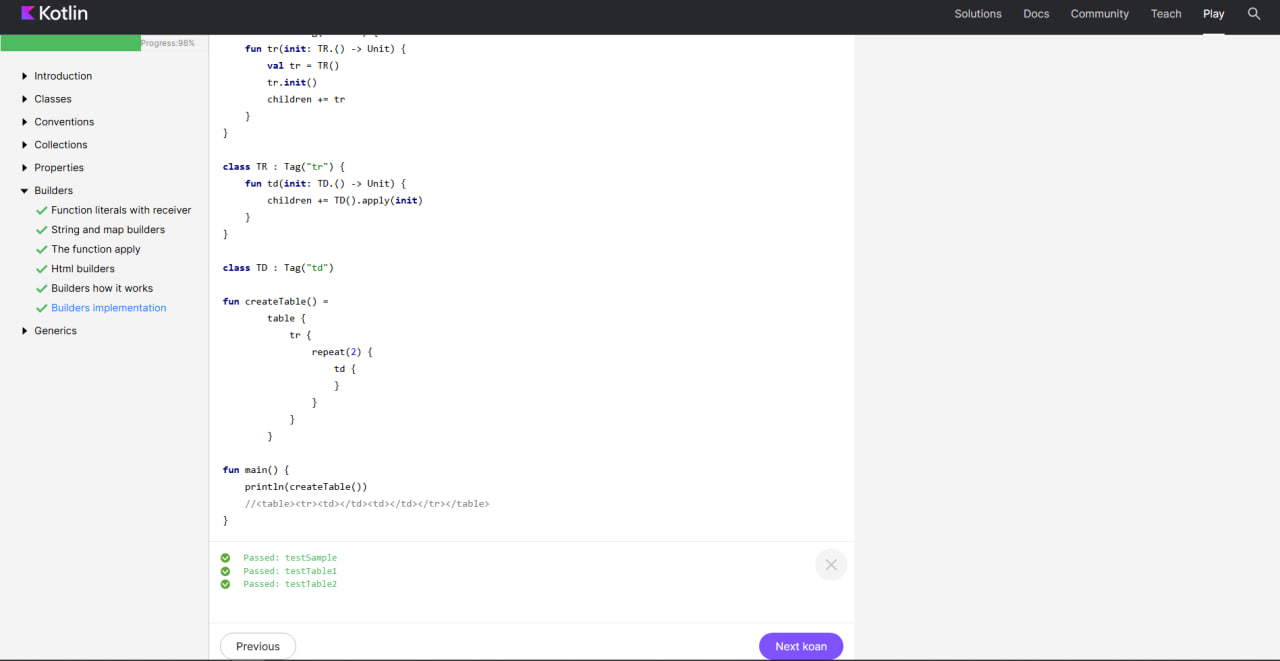 Kotlin
Solutions Docs Community Teach Play
Progress:98%
Introduction
Classes
Conventions
Collections
Properties
Builders
Function literals with receiver
String and map builders
The function apply
Html builders
Builders how it works
Builders implementation
Generics
fun tr(init: TR.() -> Unit) {
val tr = TR()
tr.init()
children += tr
}
}
class TR : Tag("tr") {
fun td(init: TD.() -> Unit) {
children += TD().apply(init)
}
}
class TD : Tag("td")
fun createTable() =
table {
tr {
repeat(2) {
td {
}
}
}
}
fun main() {
println(createTable())
//<table><tr><td></td><td></td></tr></table>
}
Passed: testSample
Passed: testTable1
Passed: testTable2
Previous
Next koan